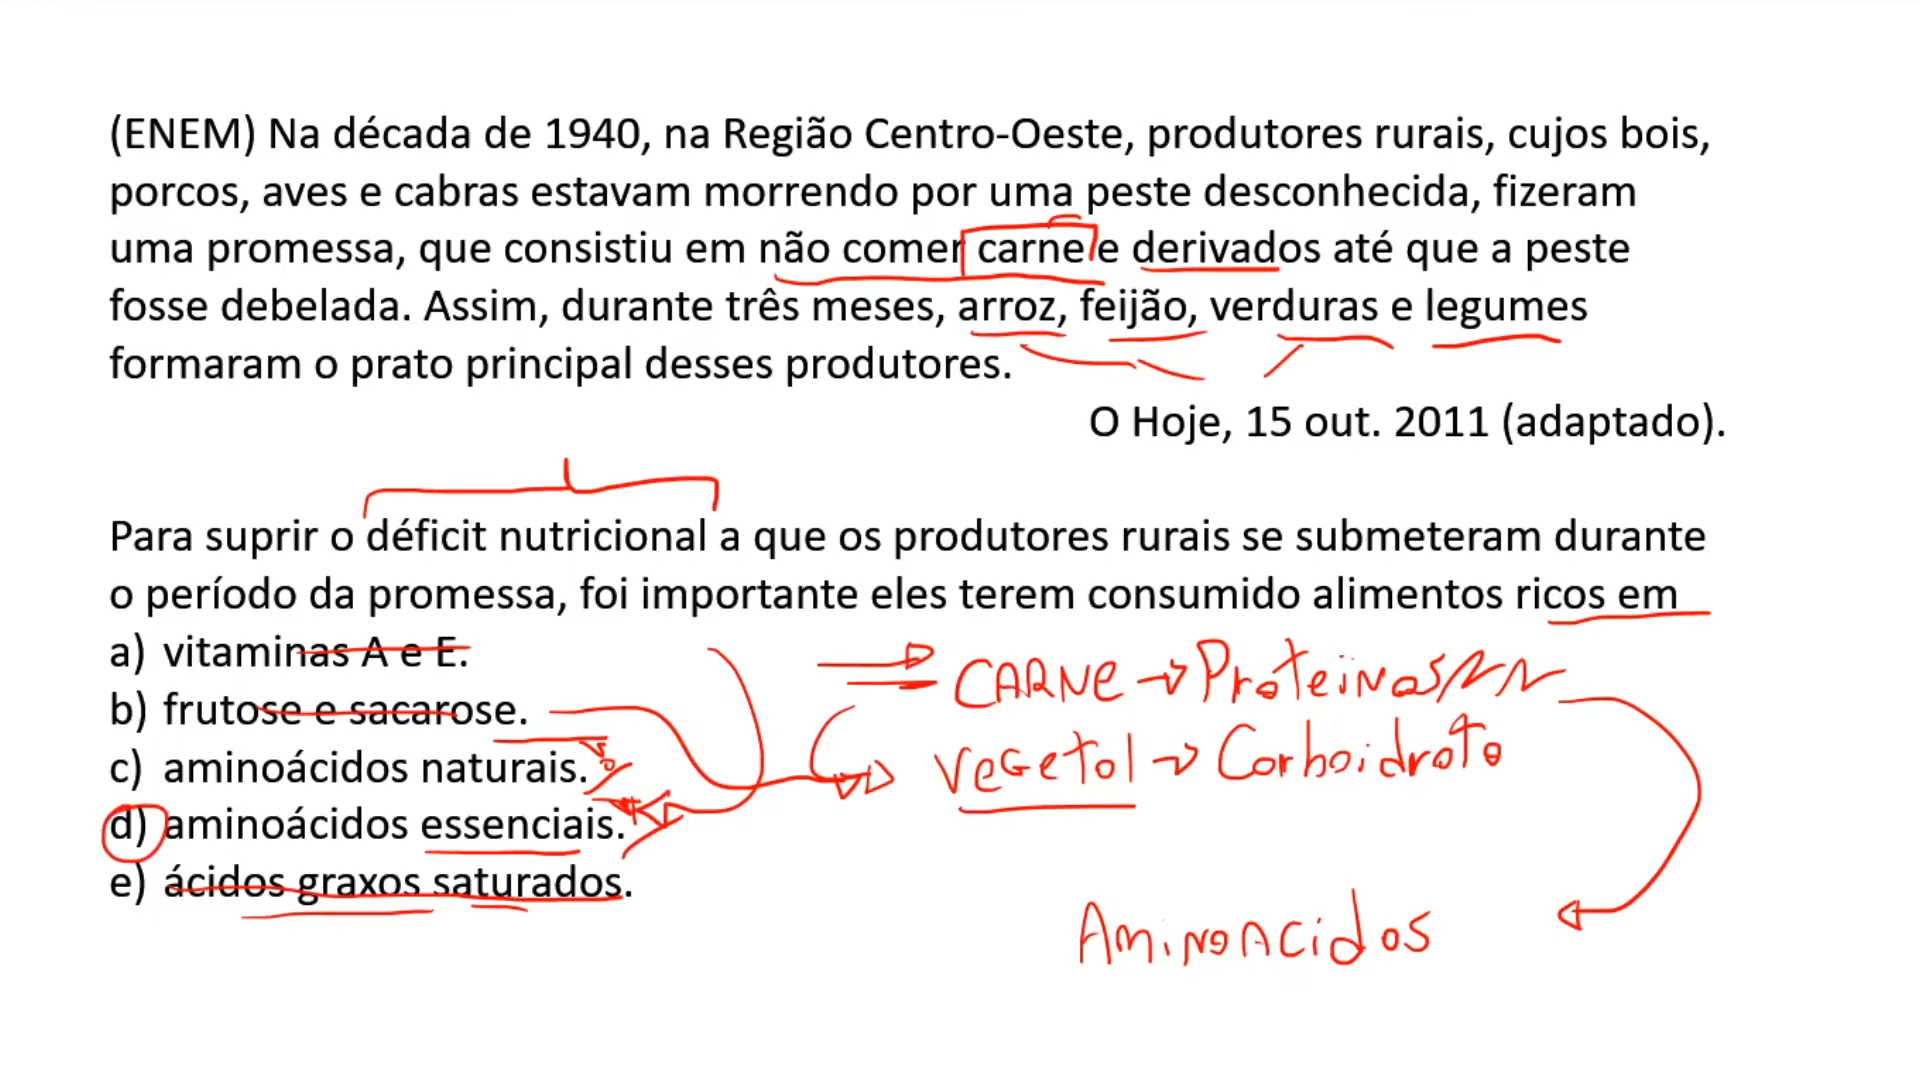 (ENEM) Na década de 1940, na Região Centro-Oeste, produtores rurais, cujos bois,
porcos, aves e cabras estavam morrendo por uma peste desconhecida, fizeram
uma promessa, que consistiu em não comer carne e derivados até que a peste
fosse debelada. Assim, durante três meses, arroz, feijão, verduras e legumes
formaram o prato principal desses produtores.
O Hoje, 15 out. 2011 (adaptado).
Para suprir o déficit nutricional a que os produtores rurais se submeteram durante
o período da promessa, foi importante eles terem consumido alimentos ricos em
a) vitaminas A e E.
b) frutose e sacarose.
c) aminoácidos naturais.
d) aminoácidos essenciais.
e) ácidos graxos saturados.
CARNE → Proteinas
Vegetal → Carboidrato
Aminoacidos